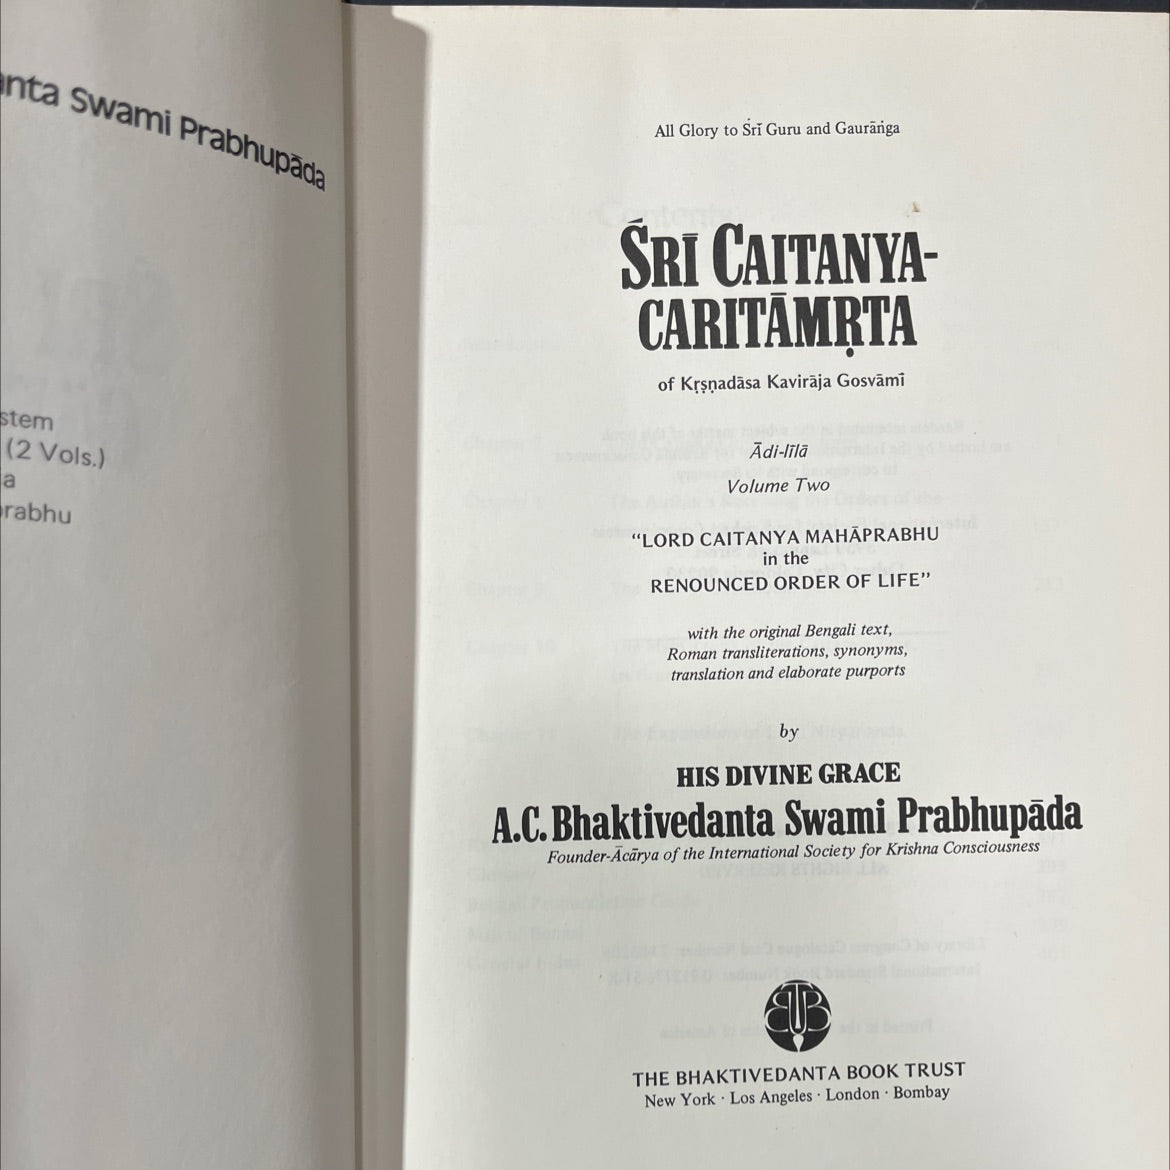 Swami Prabhupāda
(2 Vols.)
All Glory to Śrī Guru and Gaurāṅga
ŚRĪ CAITANYA-
CARITĀMṚTA
of Kṛṣṇadāsa Kavirāja Gosvāmī
Ādi-līlā
Volume Two
“LORD CAITANYA MAHĀPRABHU
in the
RENOUNCED ORDER OF LIFE”
with the original Bengali text,
Roman transliterations, synonyms,
translation and elaborate purports
by
HIS DIVINE GRACE
A.C. Bhaktivedanta Swami Prabhupāda
Founder-Ācārya of the International Society for Krishna Consciousness
BBT
THE BHAKTIVEDANTA BOOK TRUST
New York · Los Angeles · London · Bombay